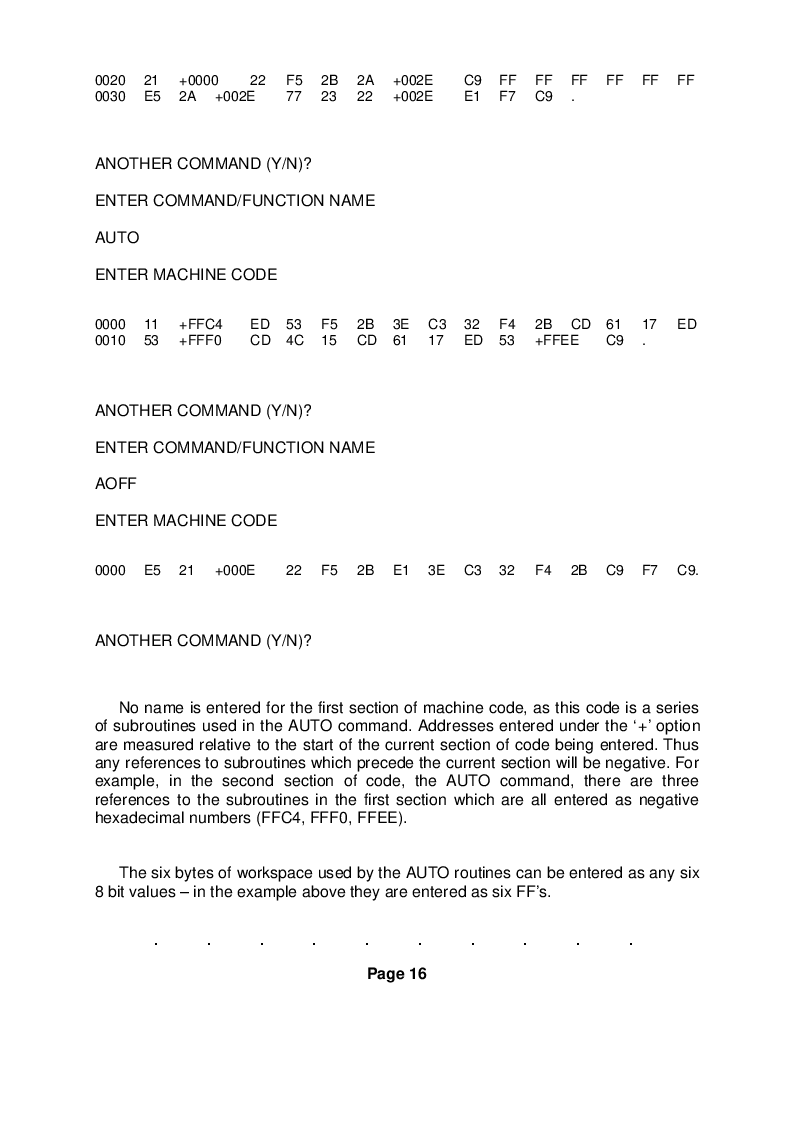 0020 21 +0000 22 F5 2B 2A +002E C9 FF FF FF FF FF FF
0030 E5 2A +002E 77 23 22 +002E E1 F7 C9 .
ANOTHER COMMAND (Y/N)?
ENTER COMMAND/FUNCTION NAME
AUTO
ENTER MACHINE CODE
0000 11 +FFC4 ED 53 F5 2B 3E C3 32 F4 2B CD 61 17 ED
0010 53 +FFF0 CD 4C 15 CD 61 17 ED 53 +FFEE C9 .
ANOTHER COMMAND (Y/N)?
ENTER COMMAND/FUNCTION NAME
AOFF
ENTER MACHINE CODE
0000 E5 21 +000E 22 F5 2B E1 3E C3 32 F4 2B C9 F7 C9.
ANOTHER COMMAND (Y/N)?
No name is entered for the first section of machine code, as this code is a series
of subroutines used in the AUTO command. Addresses entered under the ‘+’ option
are measured relative to the start of the current section of code being entered. Thus
any references to subroutines which precede the current section will be negative. For
example, in the second section of code, the AUTO command, there are three
references to the subroutines in the first section which are all entered as negative
hexadecimal numbers (FFC4, FFF0, FFEE).
The six bytes of workspace used by the AUTO routines can be entered as any six
8 bit values – in the example above they are entered as six FF’s.
. . . . . . . . . .
Page 16